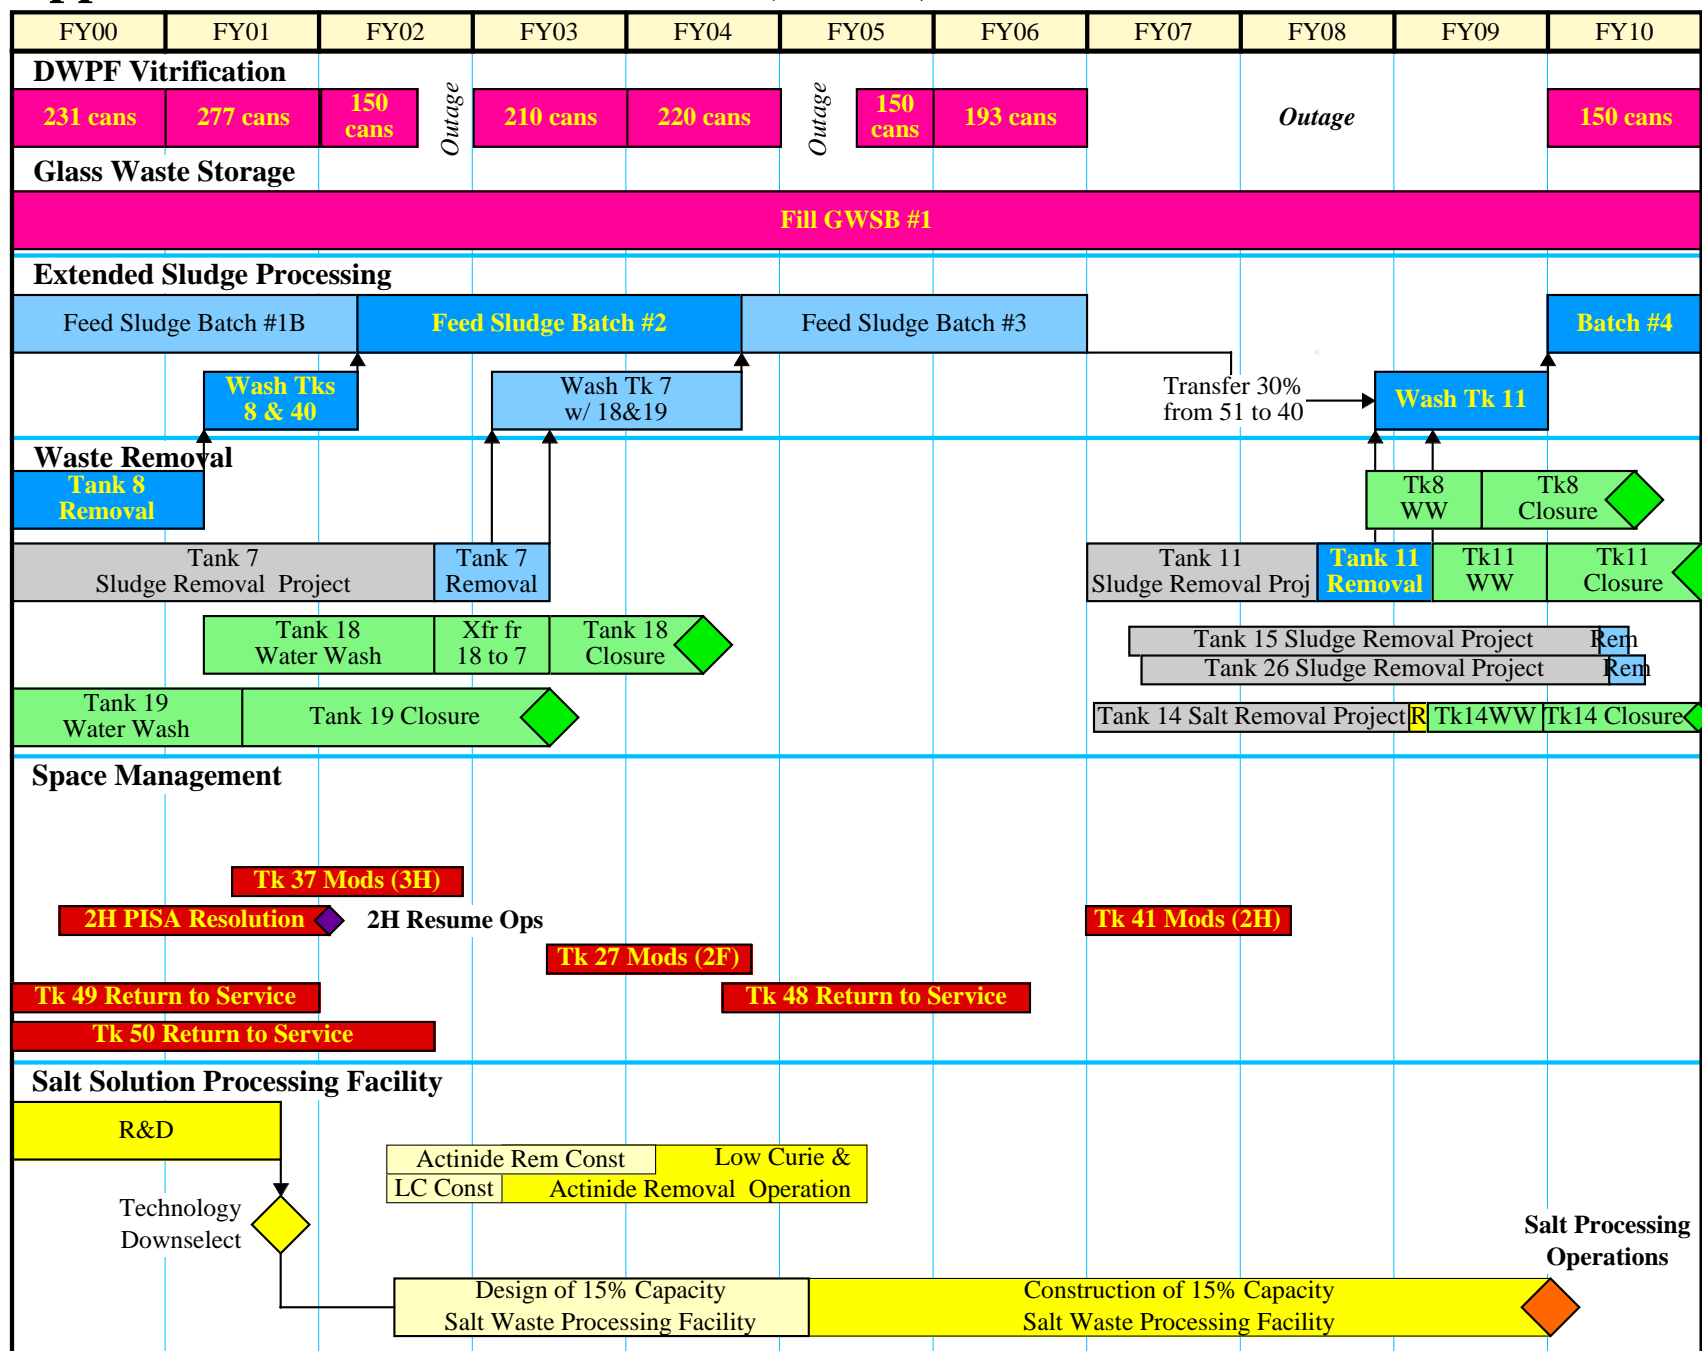 FY00 FY01 FY02 FY03 FY04 FY05 FY06 FY07 FY08 FY09 FY10
DWPF Vitrification
231 cans
277 cans
150
cans
Outage
210 cans
220 cans
Outage
150
cans
193 cans
Outage
150 cans
Glass Waste Storage
Fill GWSB #1
Extended Sludge Processing
Feed Sludge Batch #1B
Feed Sludge Batch #2
Feed Sludge Batch #3
Batch #4
Wash Tks
8 & 40
Wash Tk 7
w/ 18&19
Transfer 30%
from 51 to 40
Wash Tk 11
Waste Removal
Tank 8
Removal
Tk8
WW
Tk8
Closure
Tank 7
Sludge Removal Project
Tank 7
Removal
Tank 11
Sludge Removal Proj
Tank 11
Removal
Tk11
WW
Tk11
Closure
Tank 18
Water Wash
Xfr fr
18 to 7
Tank 18
Closure
Tank 15 Sludge Removal Project
Rem
Tank 26 Sludge Removal Project
Rem
Tank 19
Water Wash
Tank 19 Closure
Tank 14 Salt Removal Project
R
Tk14WW
Tk14 Closure
Space Management
Tk 37 Mods (3H)
2H PISA Resolution
2H Resume Ops
Tk 41 Mods (2H)
Tk 27 Mods (2F)
Tk 49 Return to Service
Tk 48 Return to Service
Tk 50 Return to Service
Salt Solution Processing Facility
R&D
Actinide Rem Const
Low Curie &
LC Const
Actinide Removal Operation
Technology
Downselect
Salt Processing
Operations
Design of 15% Capacity
Salt Waste Processing Facility
Construction of 15% Capacity
Salt Waste Processing Facility